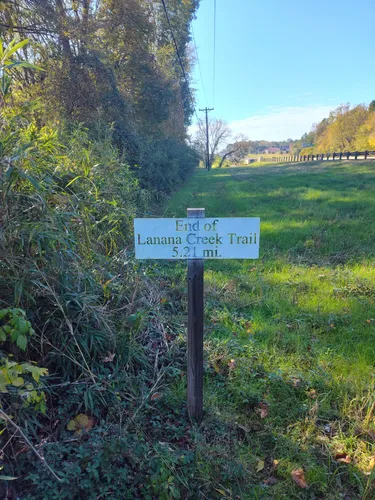 End of
Lanana Creek Trail
5.21 mi.